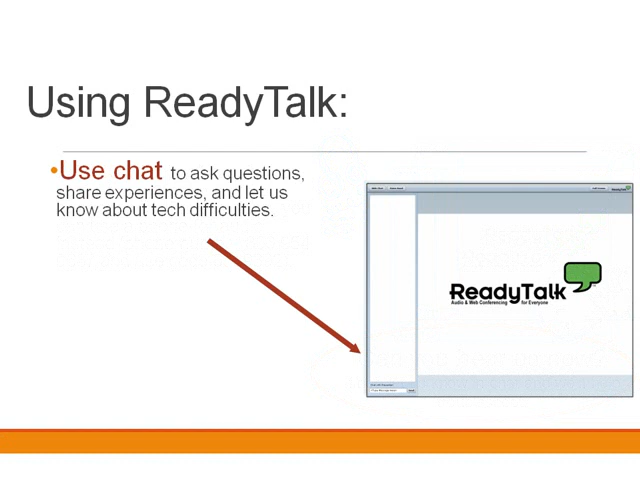 Using ReadyTalk:
•Use chat to ask questions,
share experiences, and let us
know about tech difficulties.
ReadyTalk
Audio & Web Conferencing for Everyone